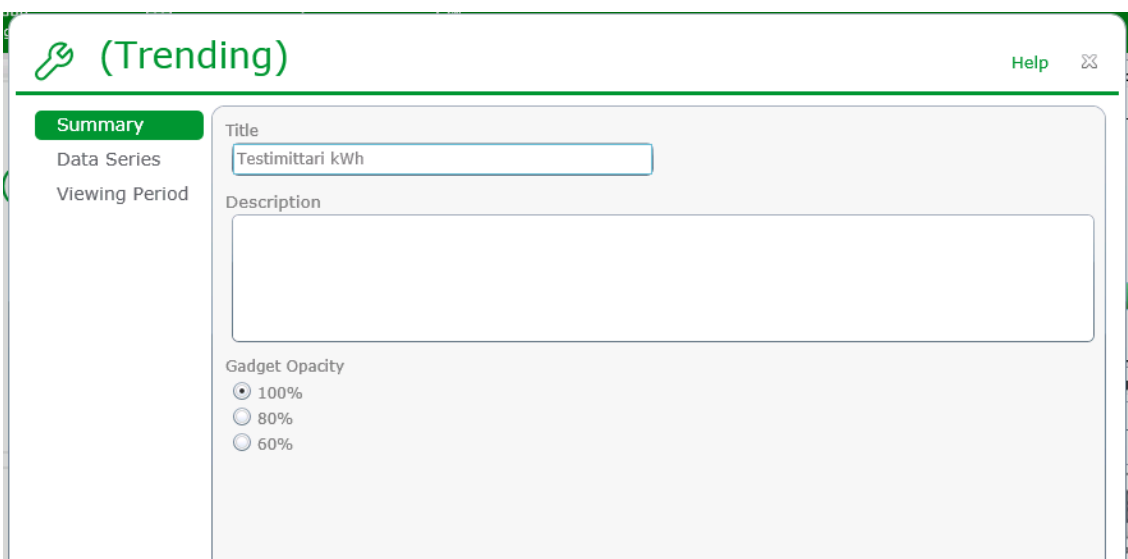 (Trending)
Help
Summary
Data Series
Viewing Period
Title
Testimittari kWh
Description
Gadget Opacity
100%
80%
60%